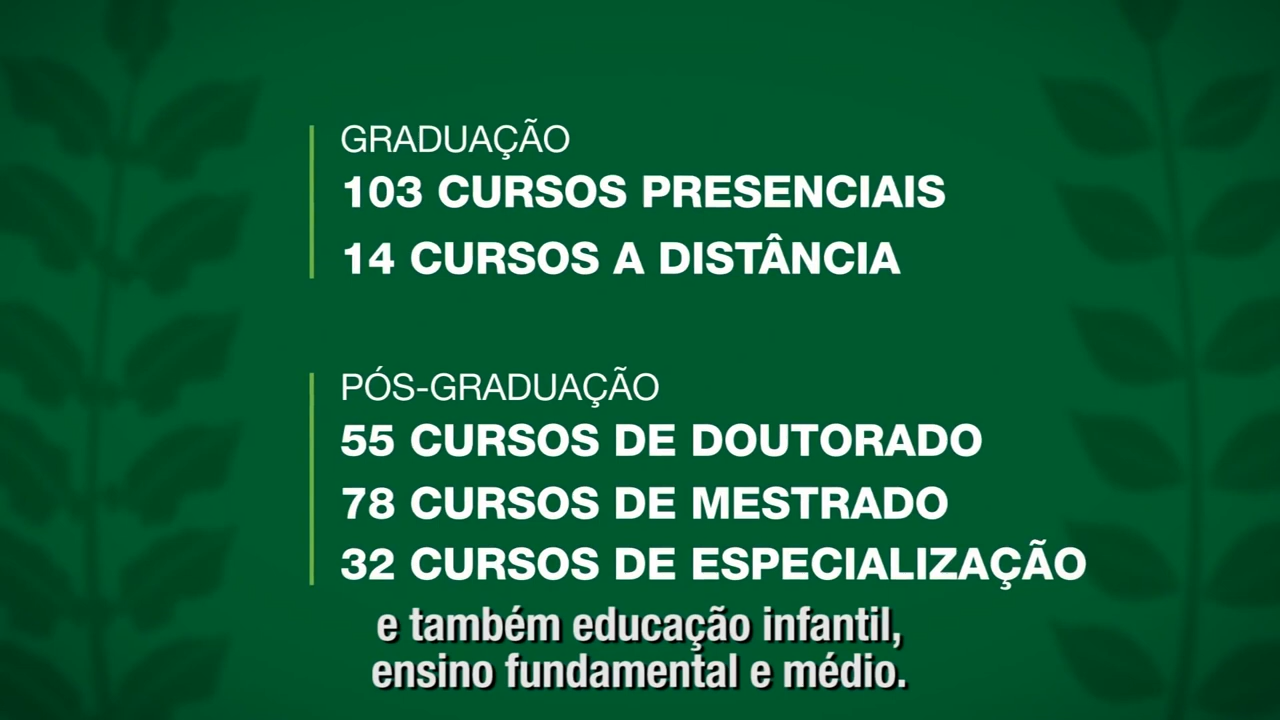 GRADUAÇÃO
103 CURSOS PRESENCIAIS
14 CURSOS A DISTÂNCIA
PÓS-GRADUAÇÃO
55 CURSOS DE DOUTORADO
78 CURSOS DE MESTRADO
32 CURSOS DE ESPECIALIZAÇÃO
e também educação infantil,
ensino fundamental e médio.